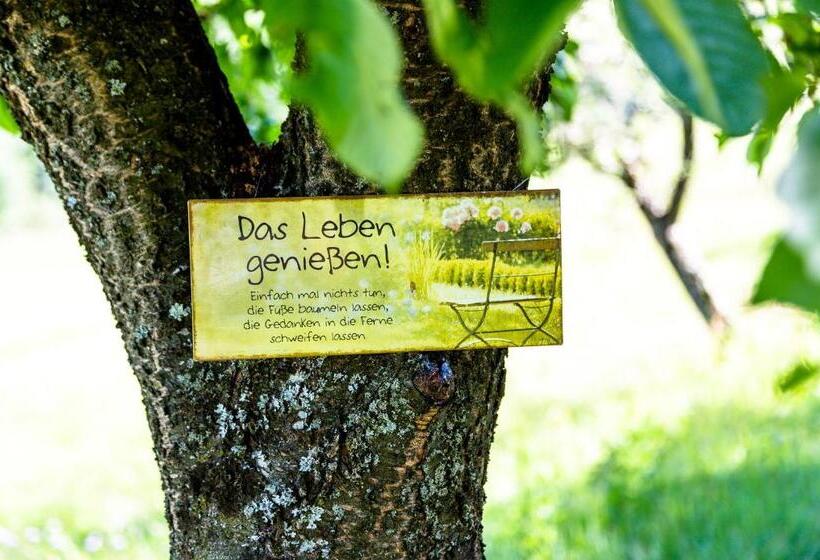 Das Leben
genießen!
Einfach mal nichts tun,
die Füße baumeln lassen,
die Gedanken in die Ferne
schweifen lassen